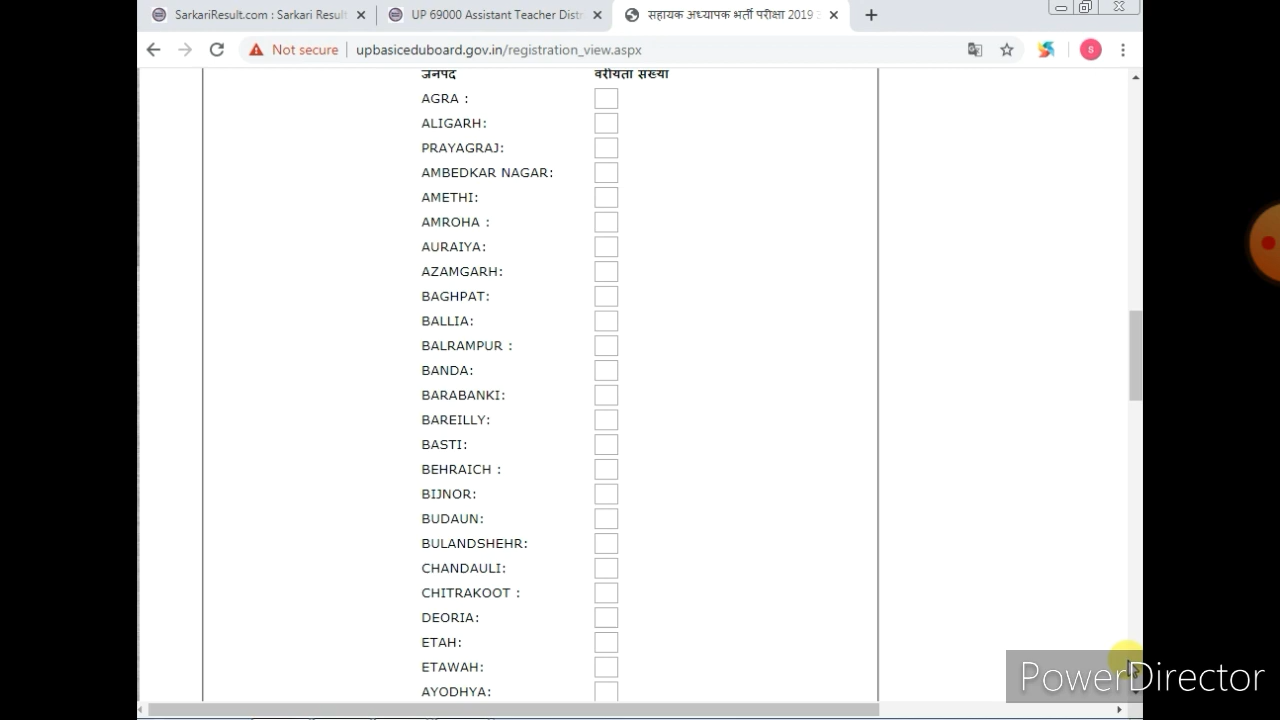 SarkariResult.com : Sarkari Result
UP 69000 Assistant Teacher Distr
सहायक अध्यापक भर्ती परीक्षा 2019
Not secure
upbasiceduboard.gov.in/registration_view.aspx
S
जनपद वरीयता संख्या
AGRA :
ALIGARH:
PRAYAGRAJ:
AMBEDKAR NAGAR:
AMETHI:
AMROHA :
AURAIYA:
AZAMGARH:
BAGHPAT:
BALLIA:
BALRAMPUR :
BANDA:
BARABANKI:
BAREILLY:
BASTI:
BEHRAICH :
BIJNOR:
BUDAUN:
BULANDSHEHR:
CHANDAULI:
CHITRAKOOT :
DEORIA:
ETAH:
ETAWAH:
AYODHYA:
PowerDirector